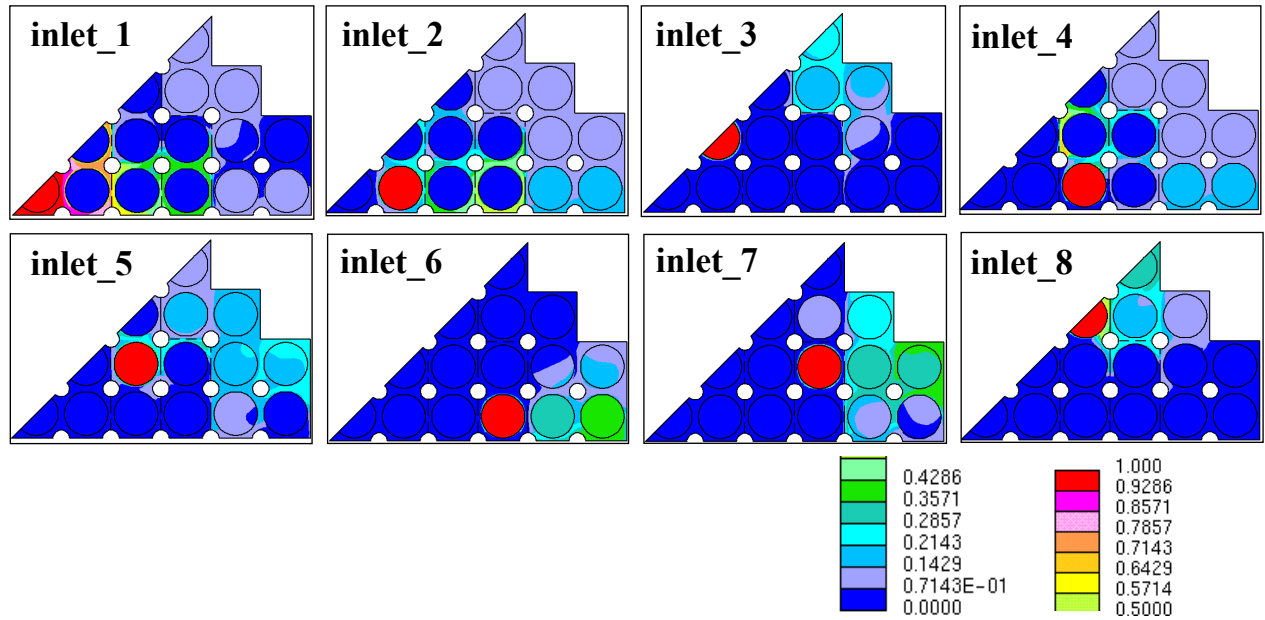 inlet_1
inlet_2
inlet_3
inlet_4
inlet_5
inlet_6
inlet_7
inlet_8
0.4286
0.3571
0.2857
0.2143
0.1429
0.7143E-01
0.0000
1.000
0.9286
0.8571
0.7857
0.7143
0.6429
0.5714
0.5000